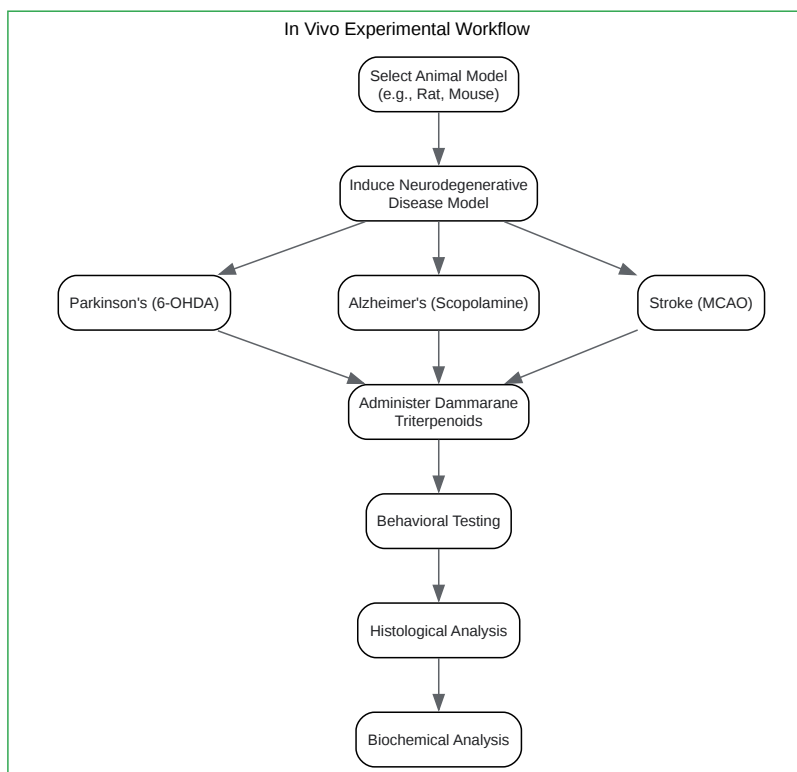 In Vivo Experimental Workflow
Select Animal Model
(e.g., Rat, Mouse)
Induce Neurodegenerative
Disease Model
Parkinson's (6-OHDA)
Alzheimer's (Scopolamine)
Stroke (MCAO)
Administer Dammarane
Triterpenoids
Behavioral Testing
Histological Analysis
Biochemical Analysis